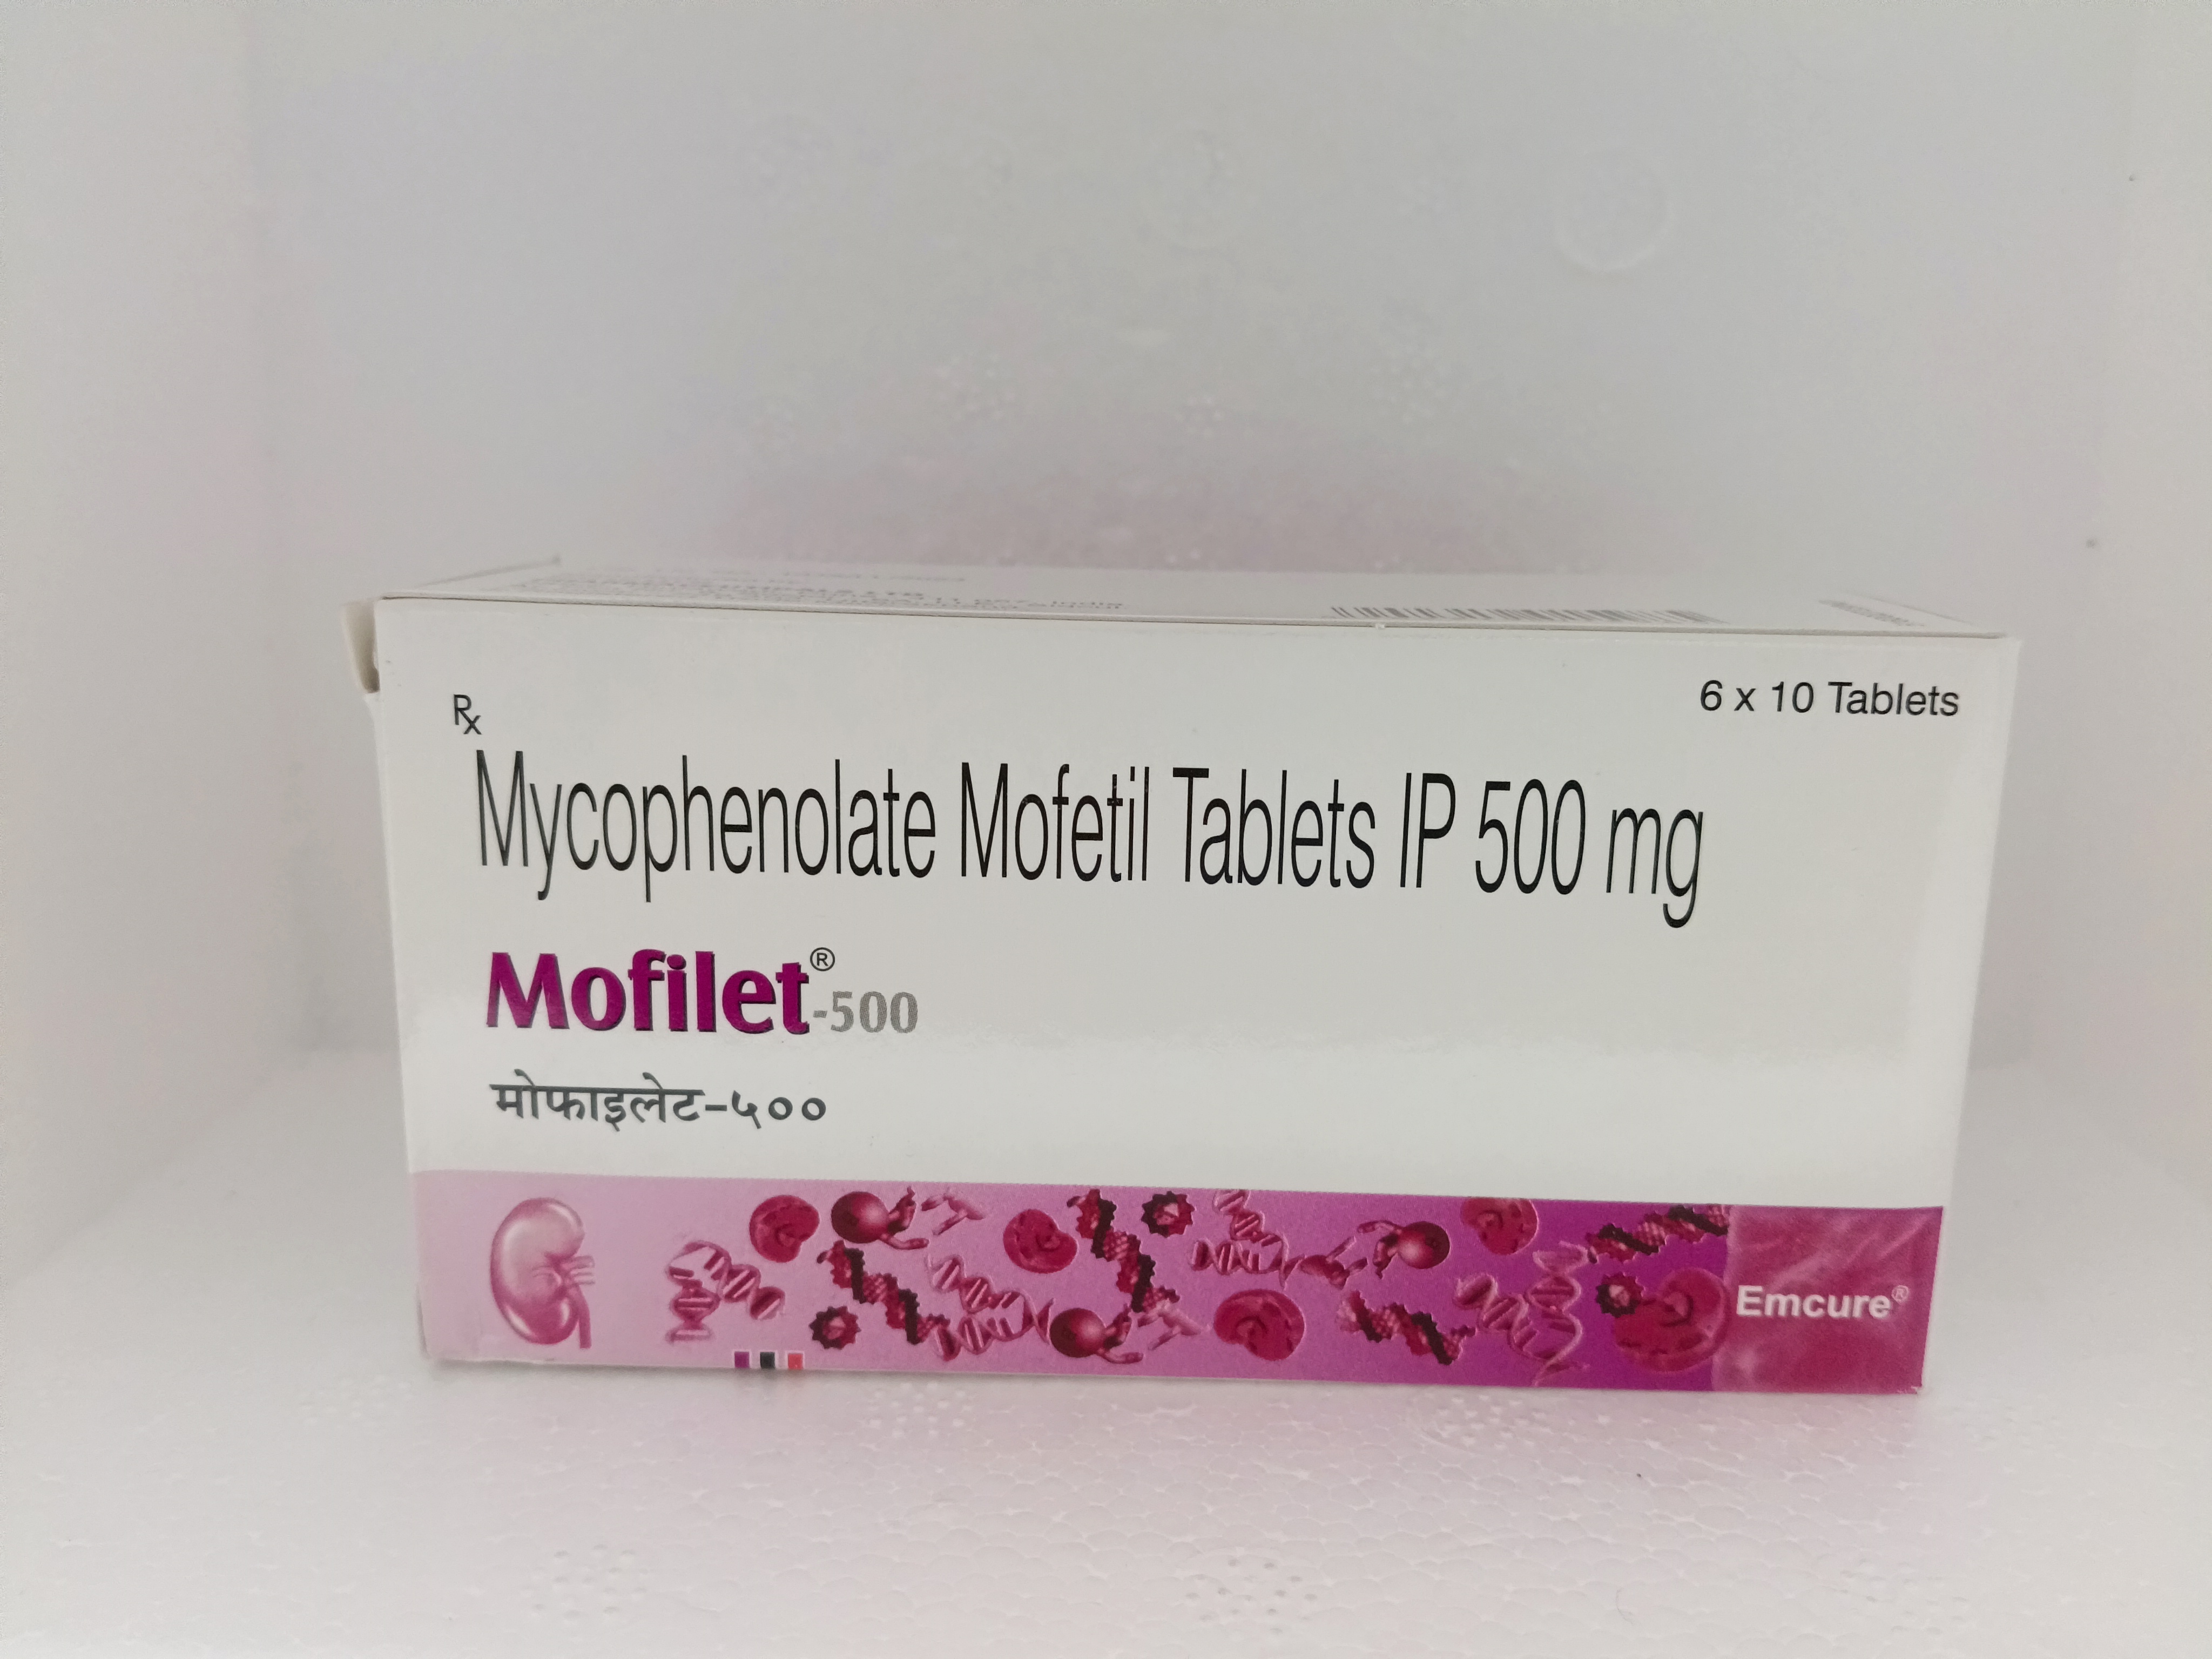 6 x 10 Tablets
Rx
Mycophenolate Mofetil Tablets IP 500 mg
Mofilet®-500
मोफाइलेट-५००
Emcure®